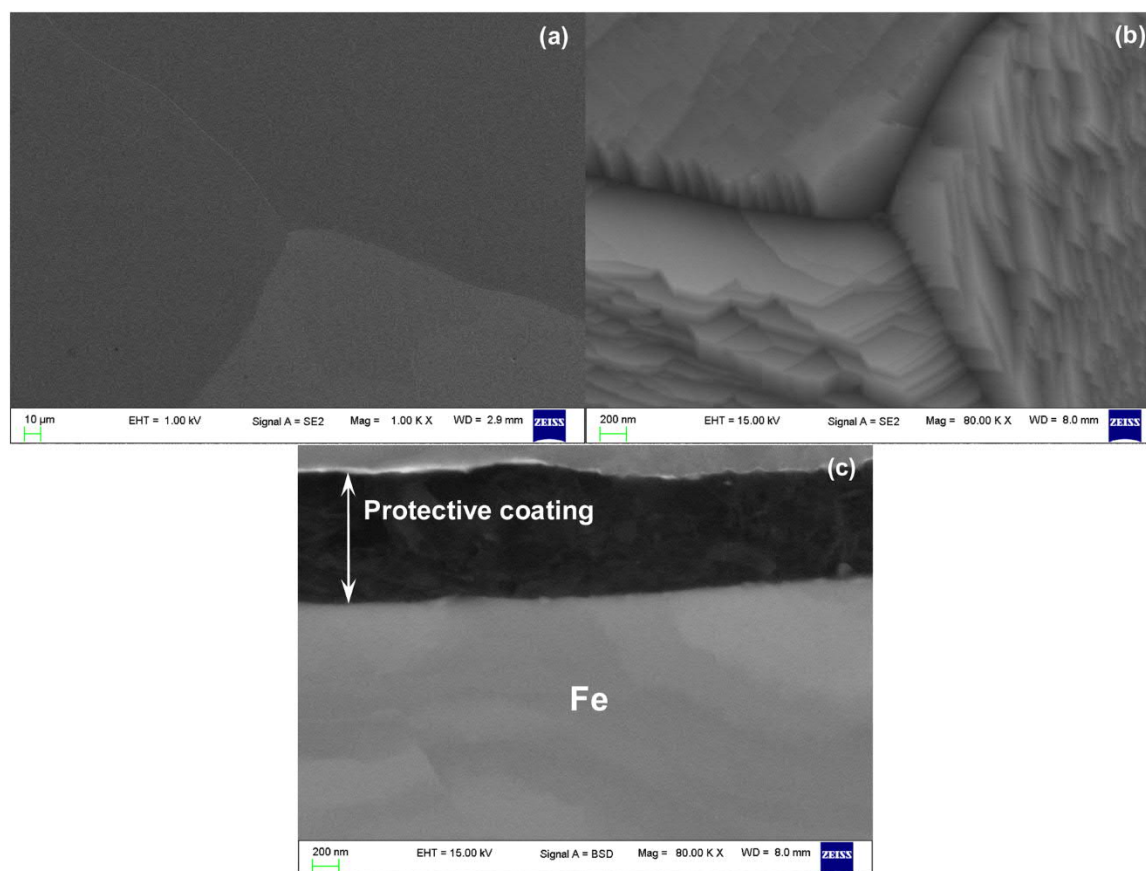 (a)
10 µm EHT = 1.00 kV Signal A = SE2 Mag = 1.00 K X WD = 2.9 mm ZEISS
(b)
200 nm EHT = 15.00 kV Signal A = SE2 Mag = 80.00 K X WD = 8.0 mm ZEISS
(c)
Protective coating
Fe
200 nm EHT = 15.00 kV Signal A = BSD Mag = 80.00 K X WD = 8.0 mm ZEISS